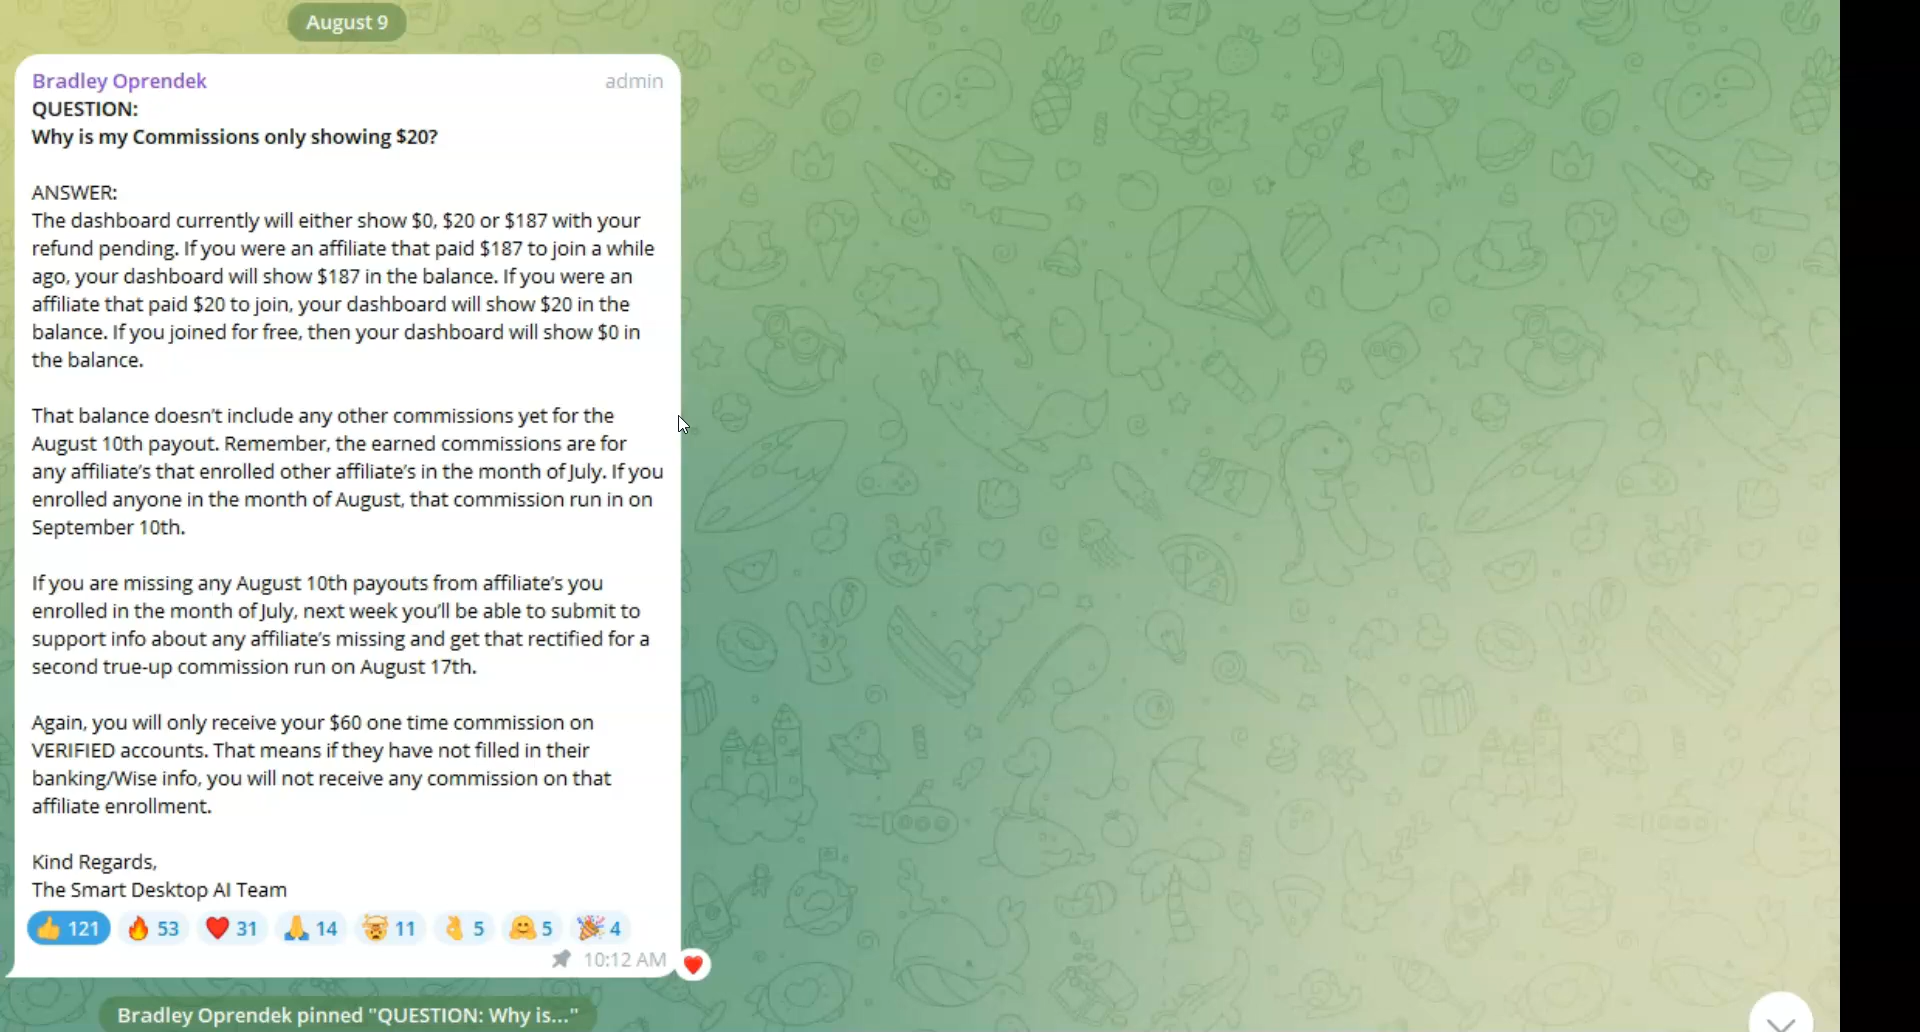 August 9
Bradley Oprendek admin
QUESTION:
Why is my Commissions only showing $20?
ANSWER:
The dashboard currently will either show $0, $20 or $187 with your
refund pending. If you were an affiliate that paid $187 to join a while
ago, your dashboard will show $187 in the balance. If you were an
affiliate that paid $20 to join, your dashboard will show $20 in the
balance. If you joined for free, then your dashboard will show $0 in
the balance.
That balance doesn’t include any other commissions yet for the
August 10th payout. Remember, the earned commissions are for
any affiliate’s that enrolled other affiliate’s in the month of July. If you
enrolled anyone in the month of August, that commission run in on
September 10th.
If you are missing any August 10th payouts from affiliate’s you
enrolled in the month of July, next week you’ll be able to submit to
support info about any affiliate’s missing and get that rectified for a
second true-up commission run on August 17th.
Again, you will only receive your $60 one time commission on
VERIFIED accounts. That means if they have not filled in their
banking/Wise info, you will not receive any commission on that
affiliate enrollment.
Kind Regards,
The Smart Desktop AI Team
👍 121 🔥 53 ❤️ 31 🙏 14 🤯 11 👌 5 🤗 5 🎉 4
10:12 AM
Bradley Oprendek pinned "QUESTION: Why is..."